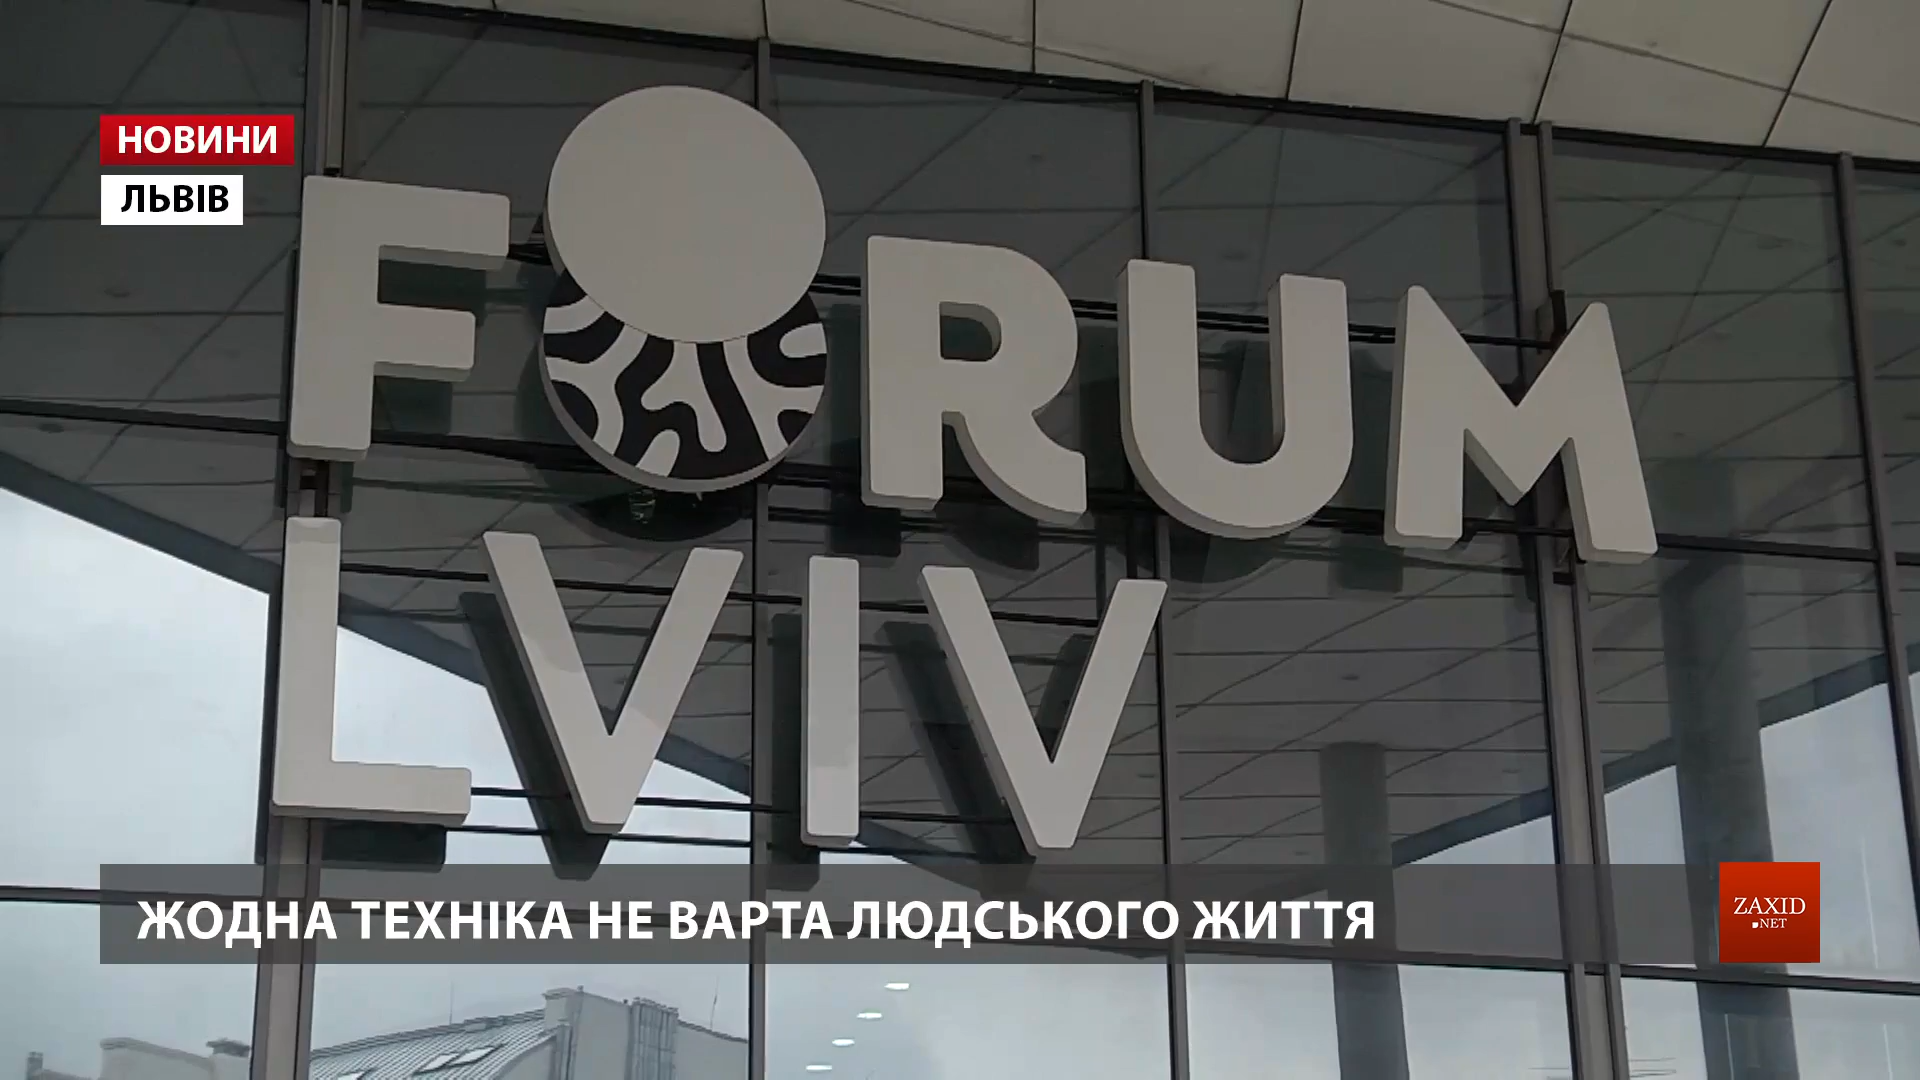 НОВИНИ
ЛЬВІВ
FORUM
LVIV
ЖОДНА ТЕХНІКА НЕ ВАРТА ЛЮДСЬКОГО ЖИТТЯ
ZAXID
.NET